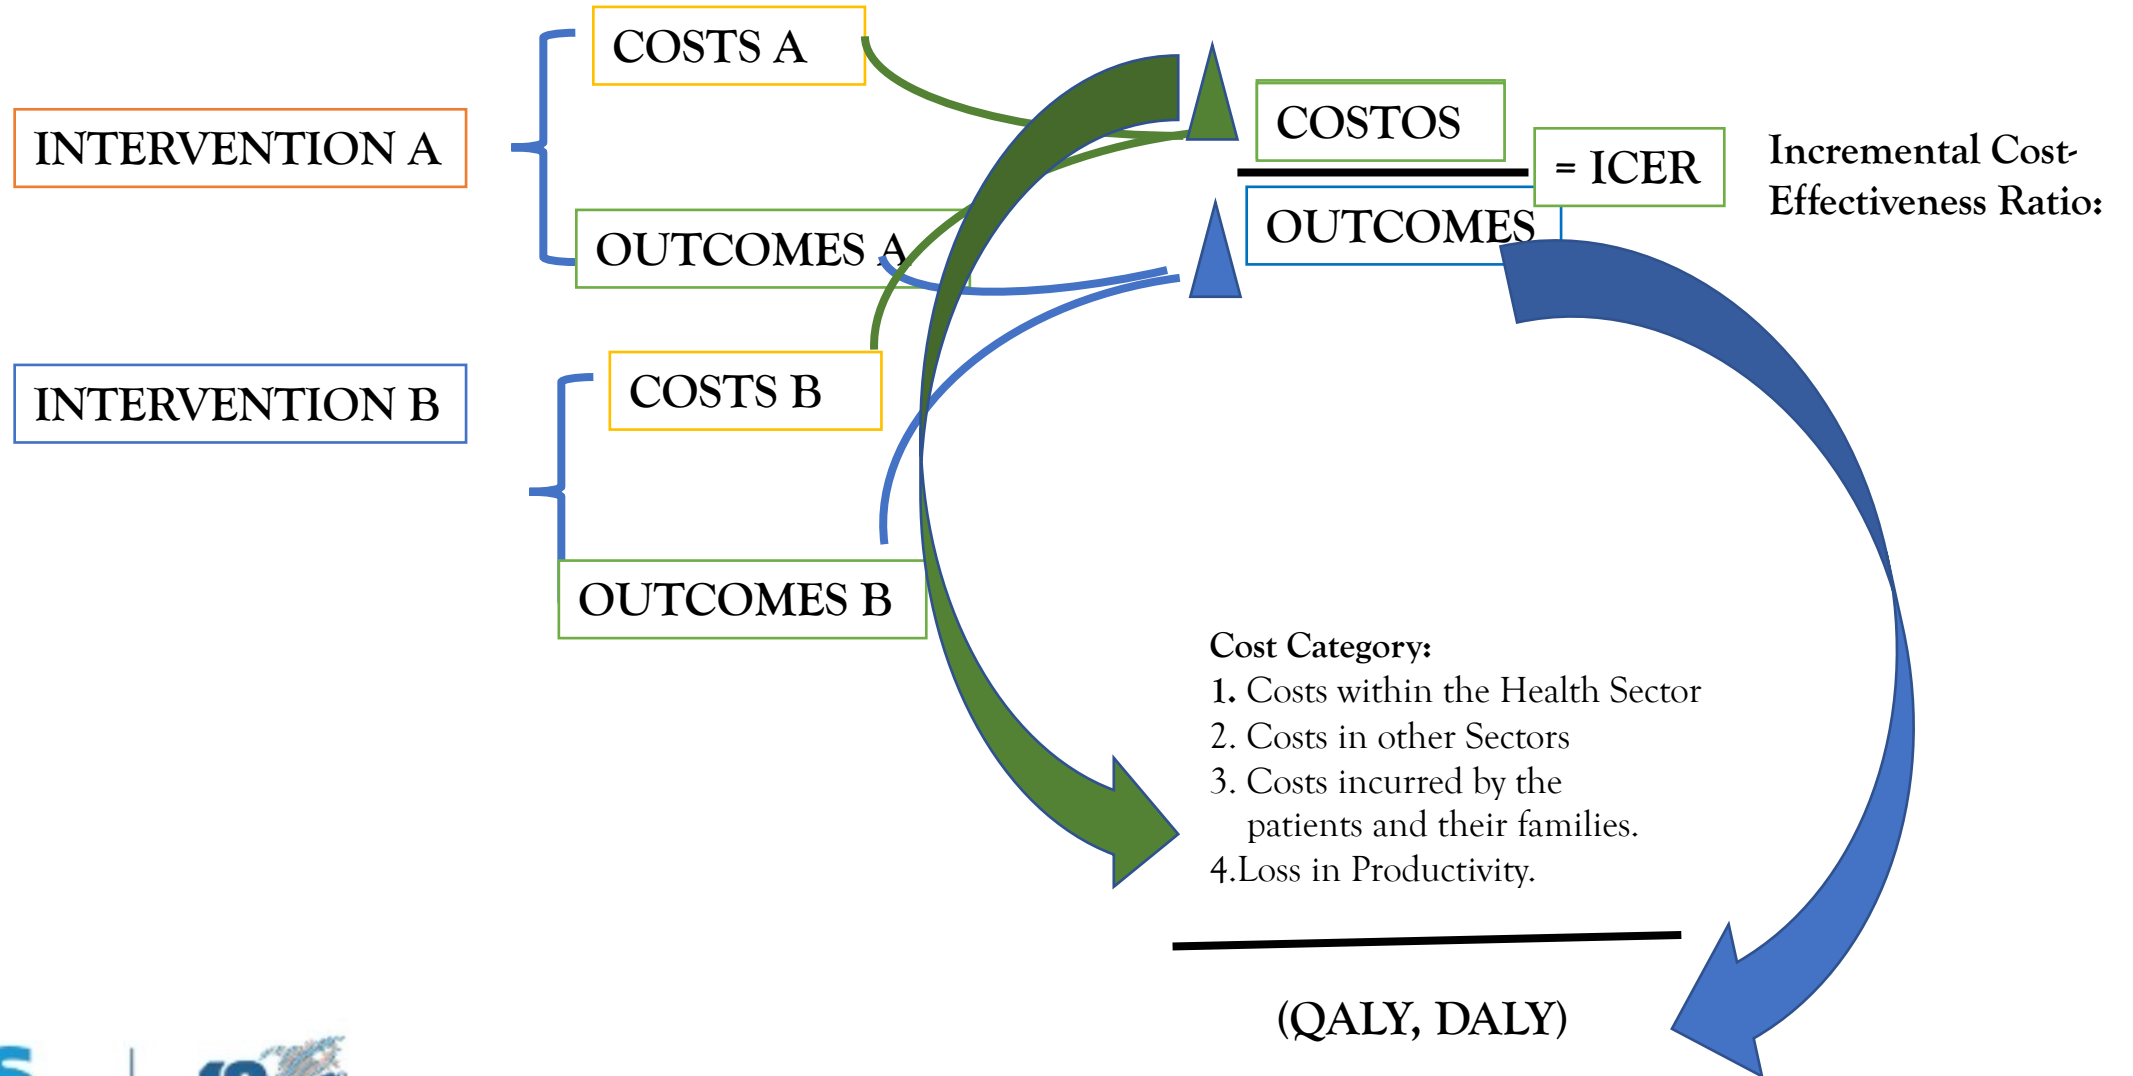 COSTS A
INTERVENTION A
OUTCOMES A
COSTOS
OUTCOMES
= ICER
Incremental Cost-
Effectiveness Ratio:
INTERVENTION B
COSTS B
OUTCOMES B
Cost Category:
1. Costs within the Health Sector
2. Costs in other Sectors
3. Costs incurred by the
patients and their families.
4.Loss in Productivity.
(QALY, DALY)